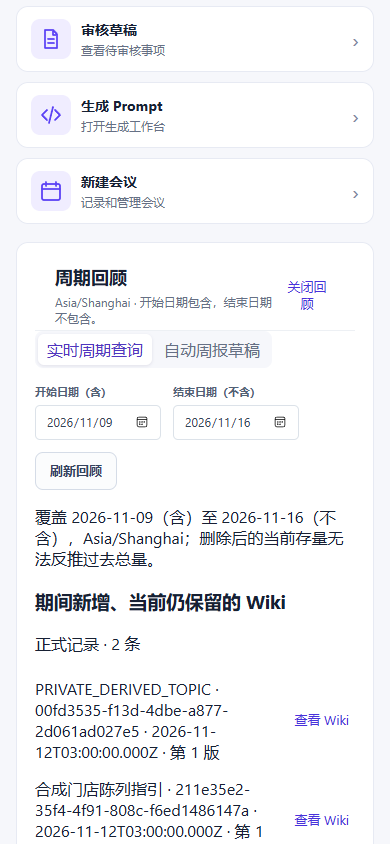 审核草稿
查看待审核事项
生成 Prompt
打开生成工作台
新建会议
记录和管理会议
周期回顾
Asia/Shanghai · 开始日期包含，结束日期
不包含。
关闭回
顾
实时周期查询
自动周报草稿
开始日期（含）
结束日期（不含）
2026/11/09
2026/11/16
刷新回顾
覆盖 2026-11-09（含）至 2026-11-16（不
含），Asia/Shanghai；删除后的当前存量无
法反推过去总量。
期间新增、当前仍保留的 Wiki
正式记录 · 2 条
PRIVATE_DERIVED_TOPIC ·
00fd3535-f13d-4dbe-a877-
2d061ad027e5 · 2026-11-
12T03:00:00.000Z · 第 1 版
查看 Wiki
合成门店陈列指引 · 211e35e2-
35f4-4f91-808c-f6ed1486147a ·
2026-11-12T03:00:00.000Z · 第 1
查看 Wiki